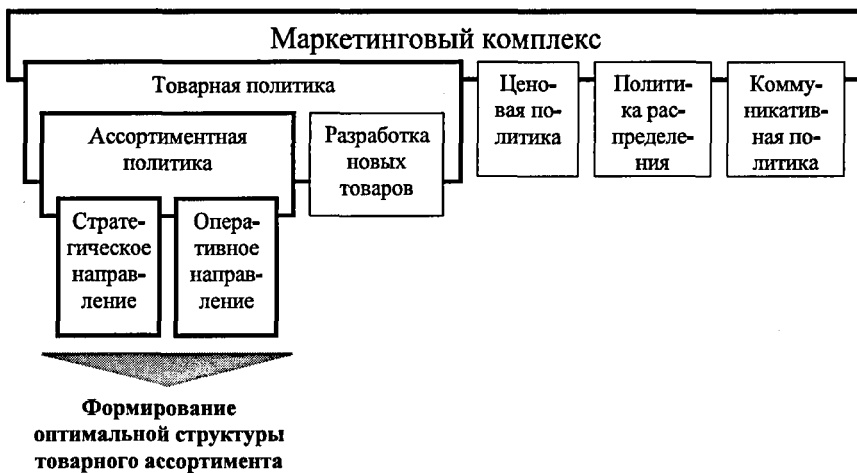 Маркетинговый комплекс
Товарная политика
Ассортиментная
политика
Разработка
новых
товаров
Стратe-
гическое
направ-
ление
Опера-
тивное
направ-
ление
Цено-
вая по-
литика
Полити-
ка рас-
пределе-
ния
Комму-
никатив-
ная по-
литика
Формирование
оптимальной структуры
товарного ассортимента